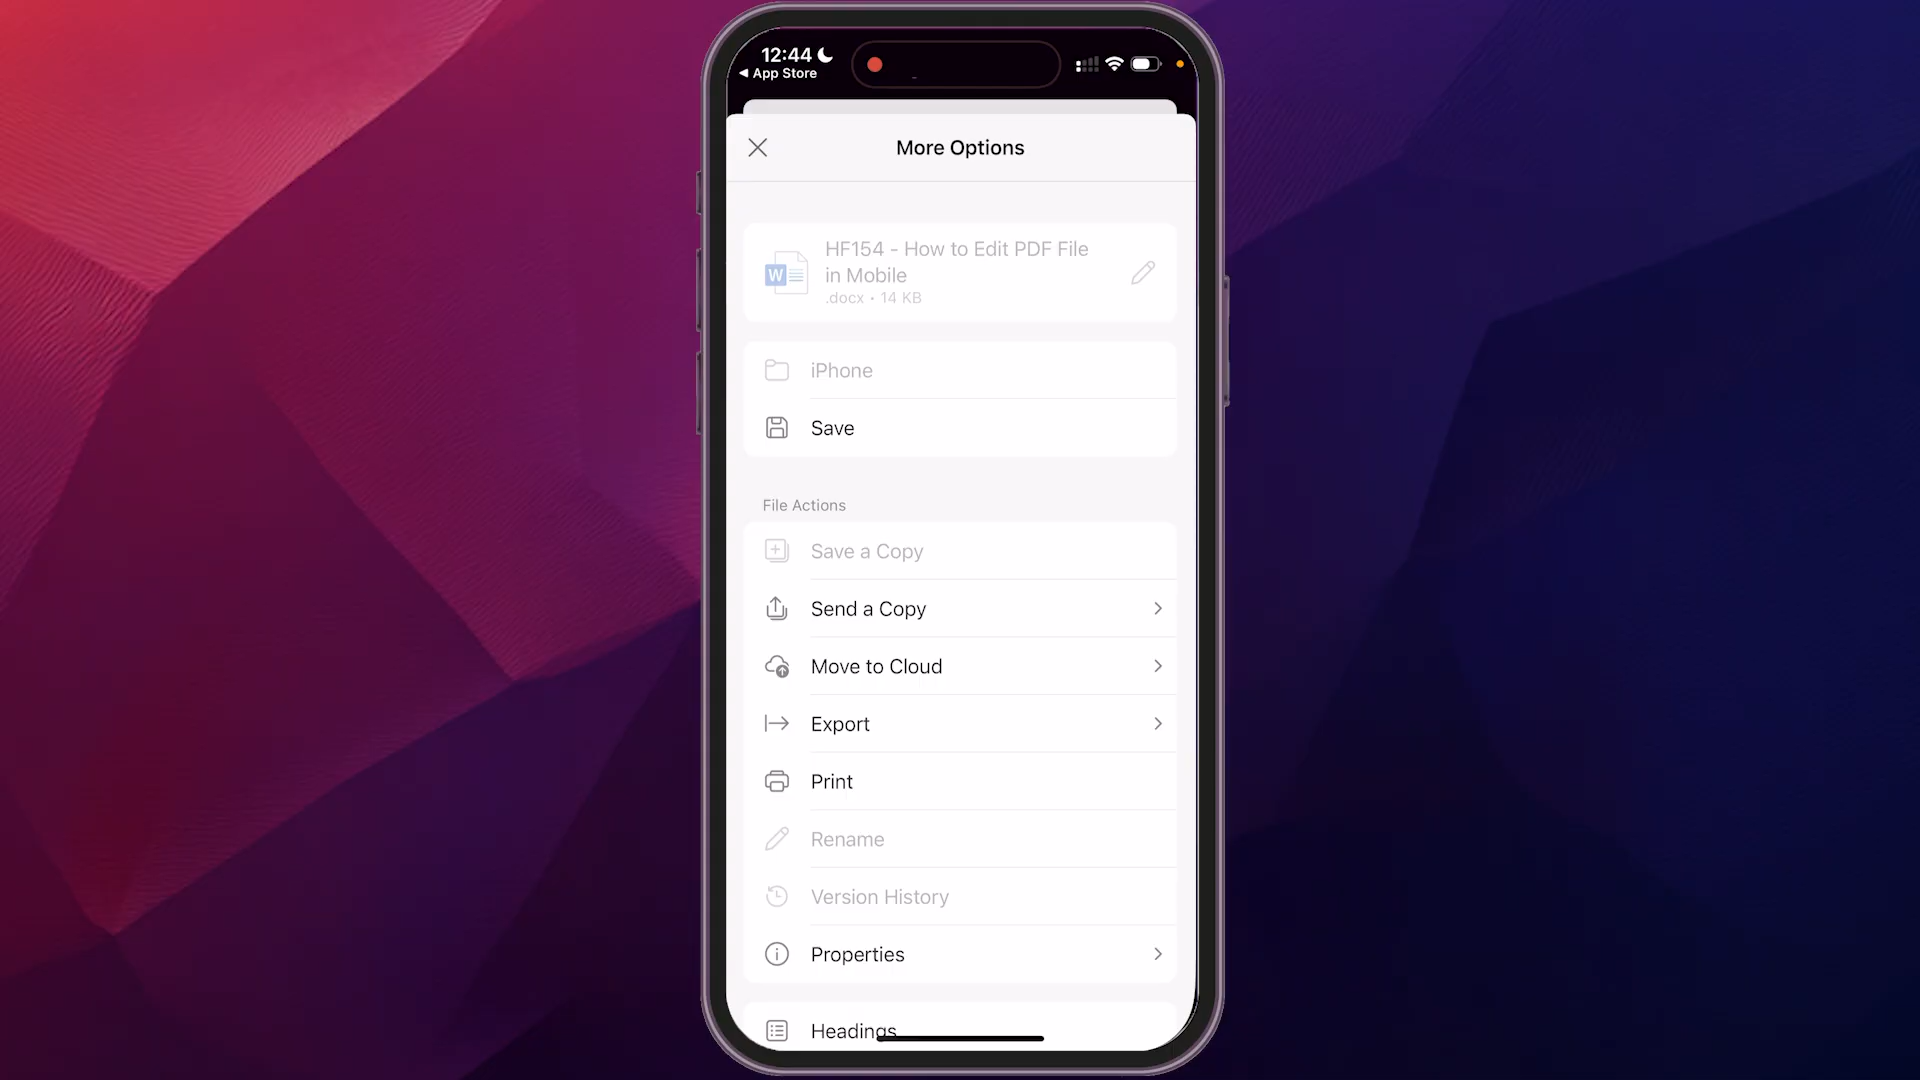 12:44
◀ App Store
More Options
HF154 - How to Edit PDF File
in Mobile
.docx • 14 KB
W
iPhone
Save
File Actions
Save a Copy
Send a Copy
Move to Cloud
Export
Print
Rename
Version History
Properties
Headings